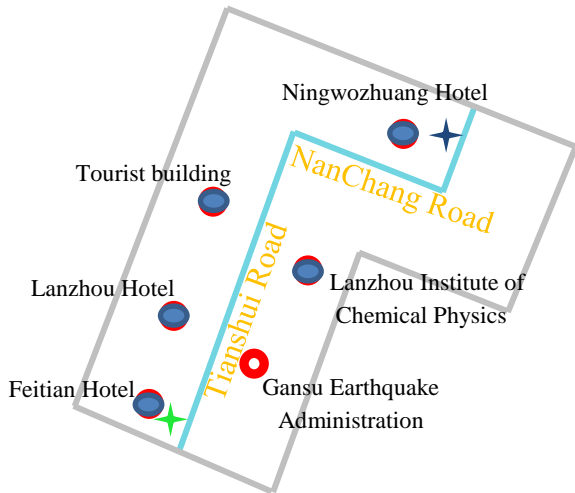 Ningwozhuang Hotel
Tourist building
NanChang Road
Tianshui Road
Lanzhou Hotel
Lanzhou Institute of
Chemical Physics
Feitian Hotel
Gansu Earthquake
Administration